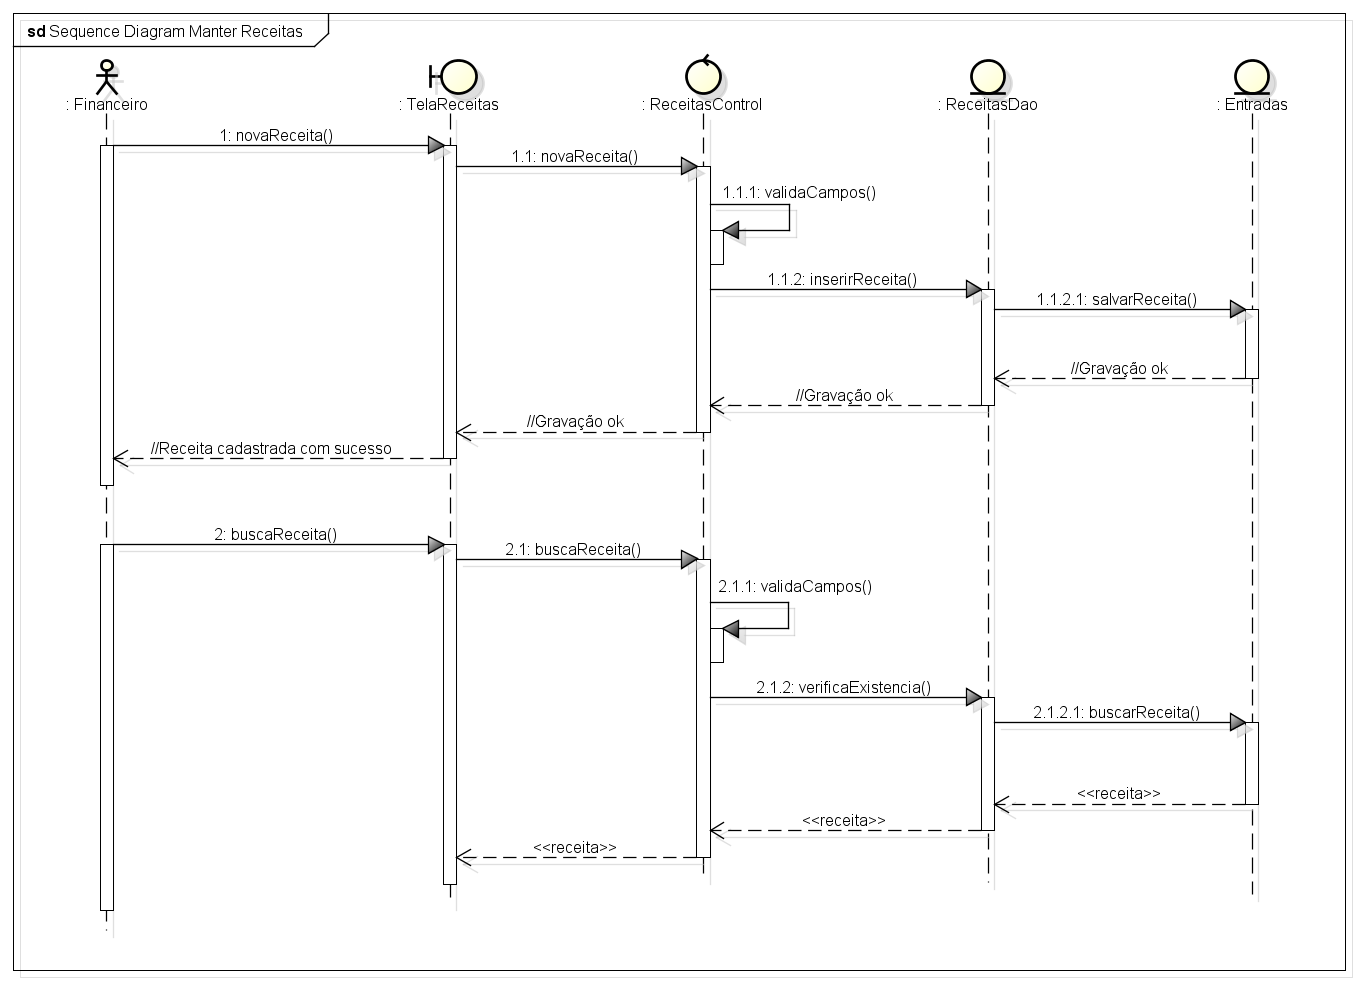 sd Sequence Diagram Manter Receitas
: Financeiro
: TelaReceitas
: ReceitasControl
: ReceitasDao
: Entradas
1: novaReceita()
1.1: novaReceita()
1.1.1: validaCampos()
1.1.2: inserirReceita()
1.1.2.1: salvarReceita()
//Gravação ok
//Gravação ok
//Gravação ok
//Receita cadastrada com sucesso
2: buscaReceita()
2.1: buscaReceita()
2.1.1: validaCampos()
2.1.2: verificaExistencia()
2.1.2.1: buscarReceita()
<<receita>>
<<receita>>
<<receita>>